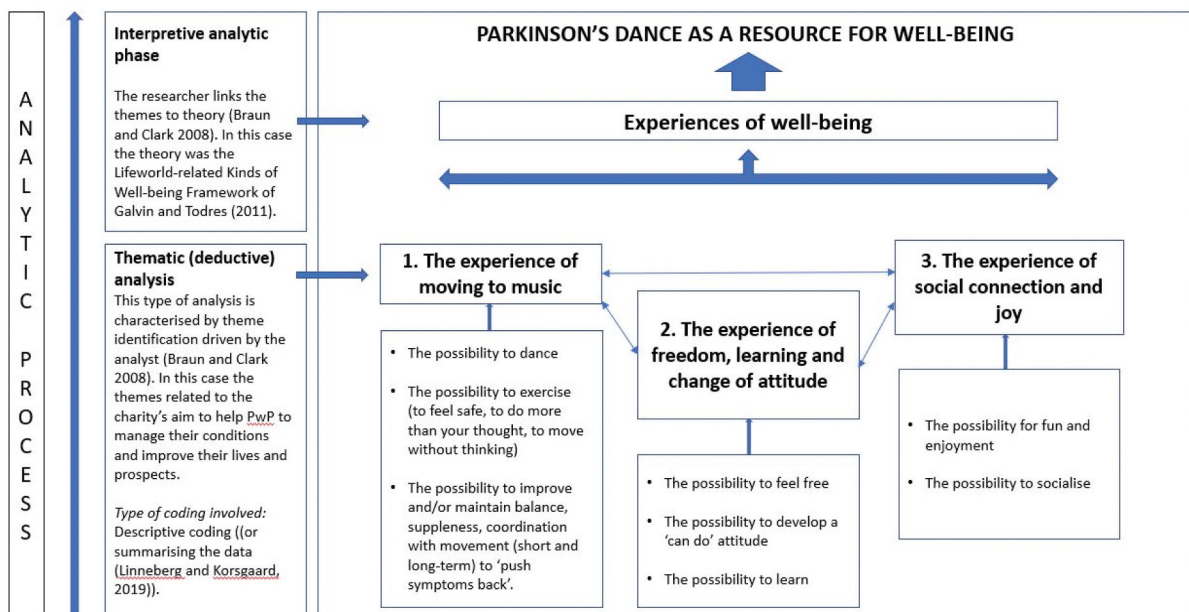 ANALYTIC PROCESS
Interpretive analytic
phase
The researcher links the
themes to theory (Braun
and Clark 2008). In this case
the theory was the
Lifeworld-related Kinds of
Well-being Framework of
Galvin and Todres (2011).
Thematic (deductive)
analysis
This type of analysis is
characterised by theme
identification driven by the
analyst (Braun and Clark
2008). In this case the
themes related to the
charity’s aim to help PwP to
manage their conditions
and improve their lives and
prospects.
Type of coding involved:
Descriptive coding ((or
summarising the data
(Linneberg and Korsgaard,
2019)).
PARKINSON’S DANCE AS A RESOURCE FOR WELL-BEING
Experiences of well-being
1. The experience of
moving to music
• The possibility to dance
• The possibility to exercise
(to feel safe, to do more
than your thought, to move
without thinking)
• The possibility to improve
and/or maintain balance,
suppleness, coordination
with movement (short and
long-term) to ‘push
symptoms back’.
2. The experience of
freedom, learning and
change of attitude
• The possibility to feel free
• The possibility to develop a
‘can do’ attitude
• The possibility to learn
3. The experience of
social connection and
joy
• The possibility for fun and
enjoyment
• The possibility to socialise